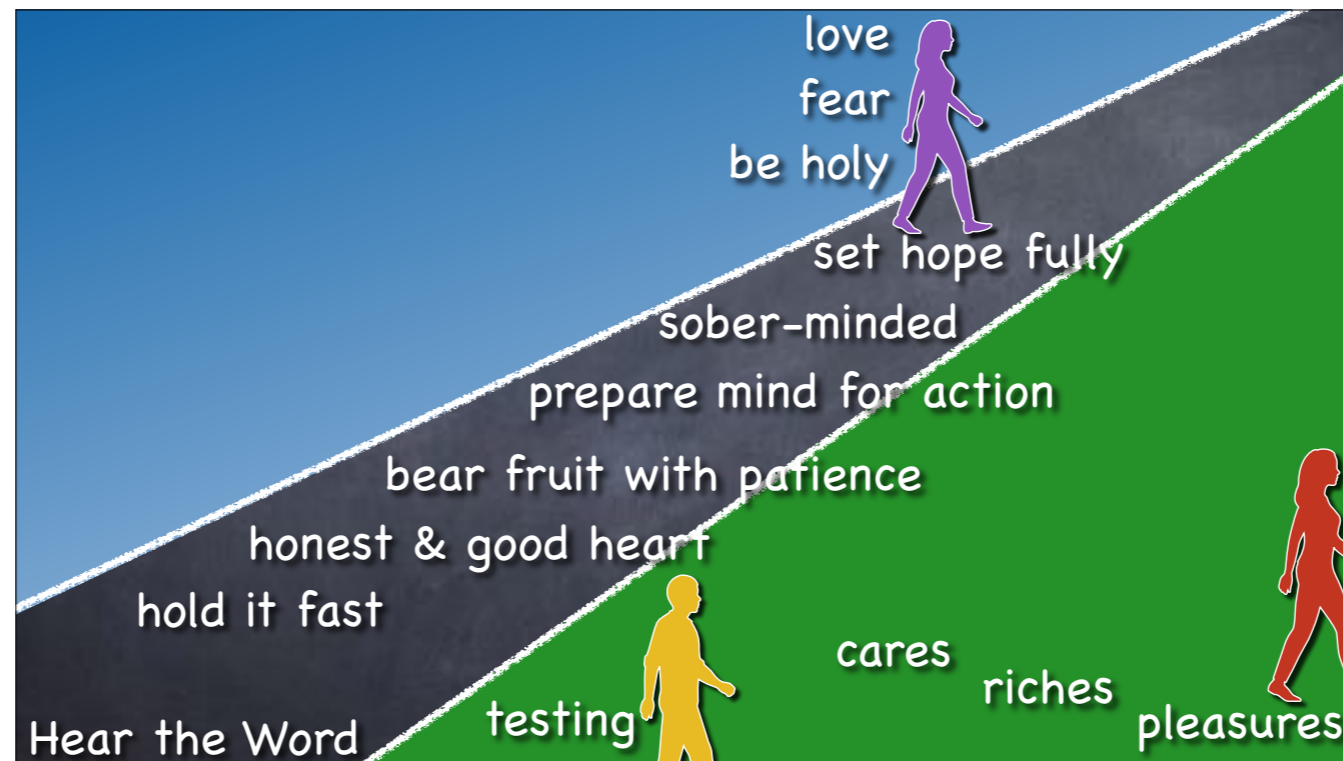 love
fear
be holy
set hope fully
sober-minded
prepare mind for action
bear fruit with patience
honest & good heart
hold it fast
cares
riches
testing
pleasures
Hear the Word